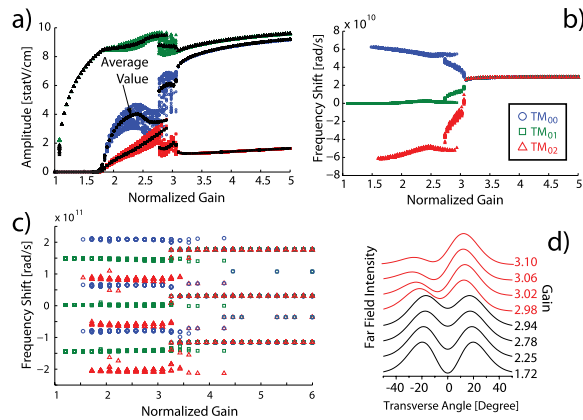 a)
Amplitude [statV/cm]
10
8
6
4
2
0
Average
Value
1 1.5 2 2.5 3 3.5 4 4.5 5
Normalized Gain
b)
x 10^10
Frequency Shift [rad/s]
10
8
6
4
2
0
-2
-4
-6
-8
1 1.5 2 2.5 3 3.5 4 4.5 5
Normalized Gain
TM00
TM01
TM02
c)
x 10^11
Frequency Shift [rad/s]
2
1
0
-1
-2
1 2 3 4 5 6
Normalized Gain
d)
Far Field Intensity
3.10
3.06
3.02
2.98
2.94
2.78
2.25
1.72
Gain
-50 0 50
Transverse Angle [Degree]